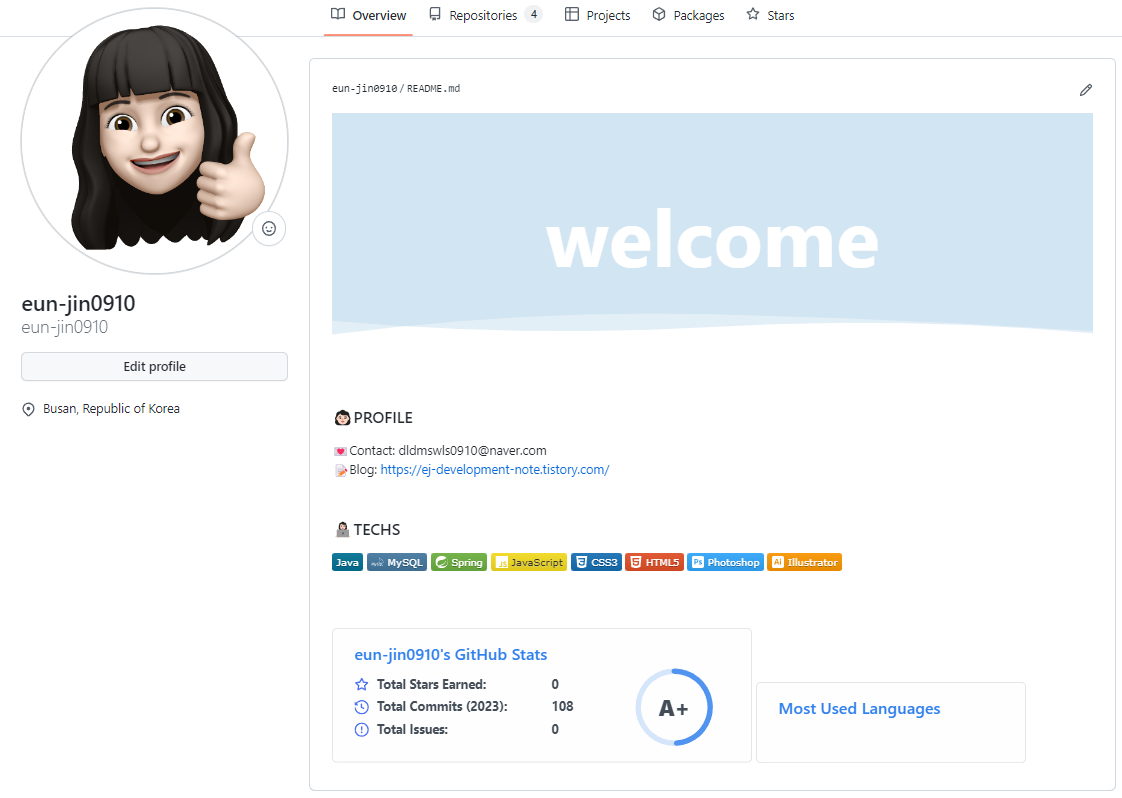 Overview Repositories 4 Projects Packages Stars
eun-jin0910 / README.md
welcome
eun-jin0910
eun-jin0910
Edit profile
Busan, Republic of Korea
PROFILE
Contact: dldmswls0910@naver.com
Blog: https://ej-development-note.tistory.com/
TECHS
Java MySQL Spring JavaScript CSS3 HTML5 Photoshop Illustrator
eun-jin0910's GitHub Stats
Total Stars Earned: 0
Total Commits (2023): 108
Total Issues: 0
A+
Most Used Languages